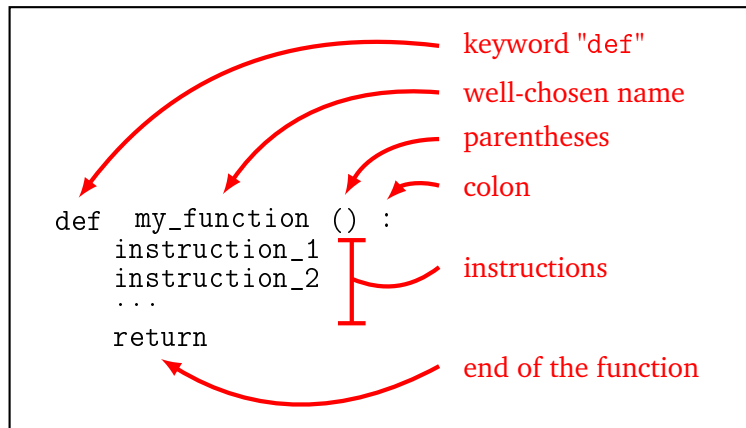 keyword "def"
well-chosen name
parentheses
colon
def my_function () :
instruction_1
instruction_2
instructions
...
return
end of the function